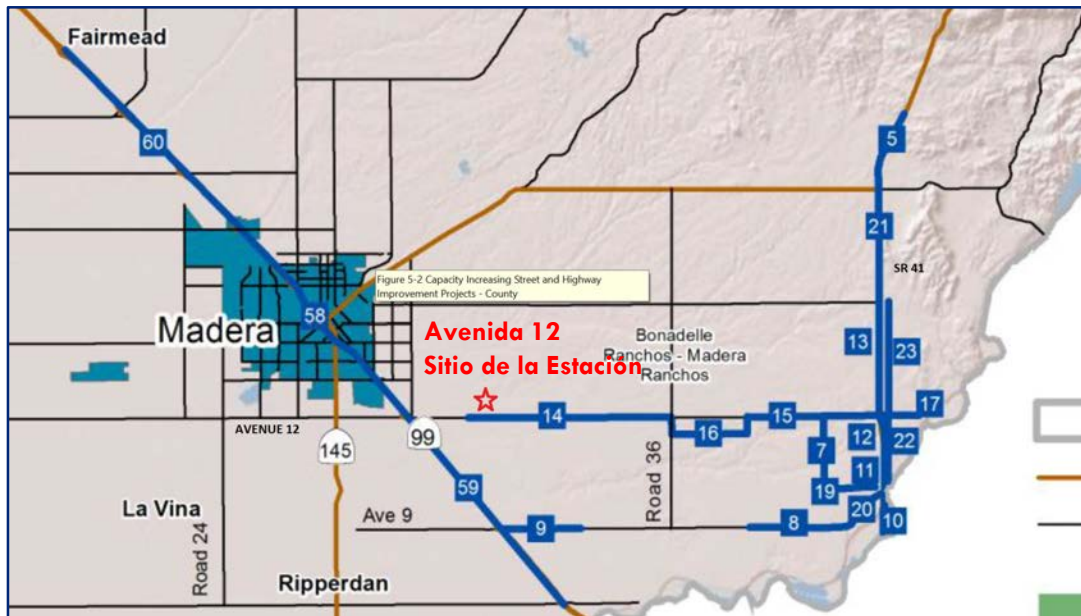 Fairmead
60
5
21
SR 41
Figure 5-2 Capacity Increasing Street and Highway
Improvement Projects - County
58
Madera
Avenida 12
Sitio de la Estación
Bonadelle
Ranchos - Madera
Ranchos
13
23
14
15
17
AVENUE 12
99
16
7
12
22
145
11
59
19
La Vina
Road 24
Ave 9
9
Road 36
8
20
10
Ripperdan